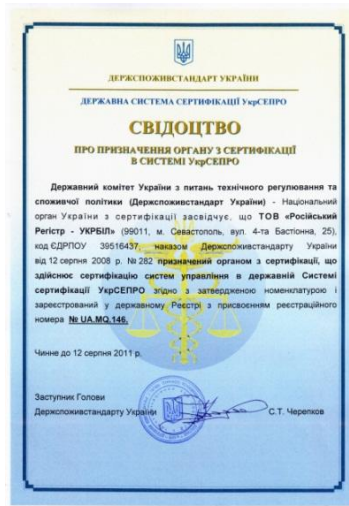 ДЕРЖСПОЖИВСТАНДАРТ УКРАЇНИ
ДЕРЖАВНА СИСТЕМА СЕРТИФІКАЦІЇ УкрСЕПРО
СВІДОЦТВО
ПРО ПРИЗНАЧЕННЯ ОРГАНУ З СЕРТИФІКАЦІЇ
В СИСТЕМІ УкрСЕПРО
Державний комітет України з питань технічного регулювання та
споживчої політики (Держспоживстандарт України) - Національний
орган України з сертифікації засвідчує, що ТОВ «Російський
Регістр - УКРБІЛ» (99011, м. Севастополь, вул. 4-та Бастіонна, 25),
код ЄДРПОУ 39516437 наказом Держспоживстандарту України
від 12 серпня 2008 р. № 282 призначений органом з сертифікації, що
здійснює сертифікацію систем управління в державній Системі
сертифікації УкрСЕПРО згідно з затвердженою номенклатурою і
зареєстрований у державному Реєстрі з присвоєнням реєстраційного
номера № UA.MQ.146.
Чинне до 12 серпня 2011 р.
Заступник Голови
Держспоживстандарту України
С.Т. Черепков